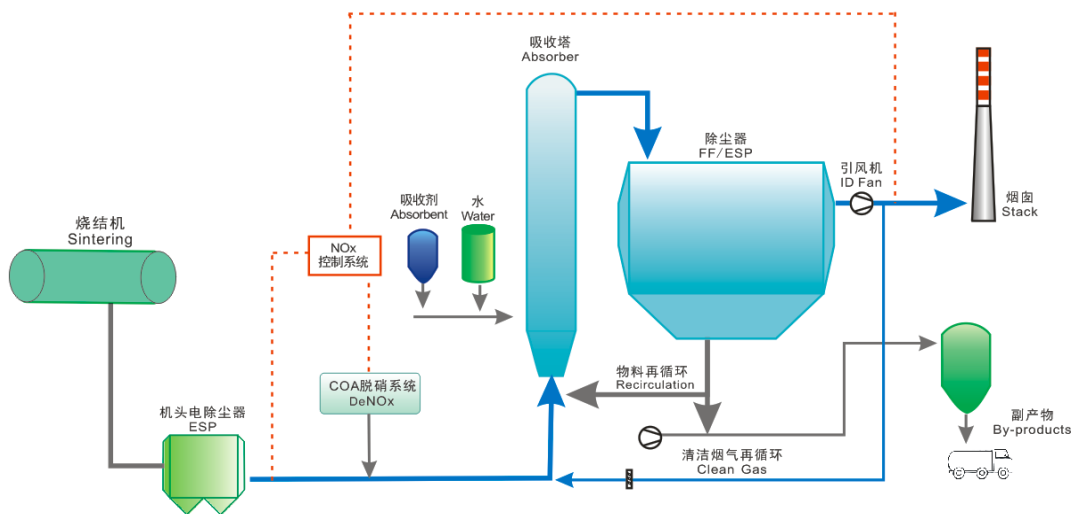 吸收塔
Absorber
除尘器
FF/ESP
引风机
ID Fan
烟囱
Stack
吸收剂
Absorbent
水
Water
烧结机
Sintering
NOx
控制系统
物料再循环
Recirculation
COA脱硝系统
DeNOx
机头电除尘器
ESP
清洁烟气再循环
Clean Gas
副产物
By-products